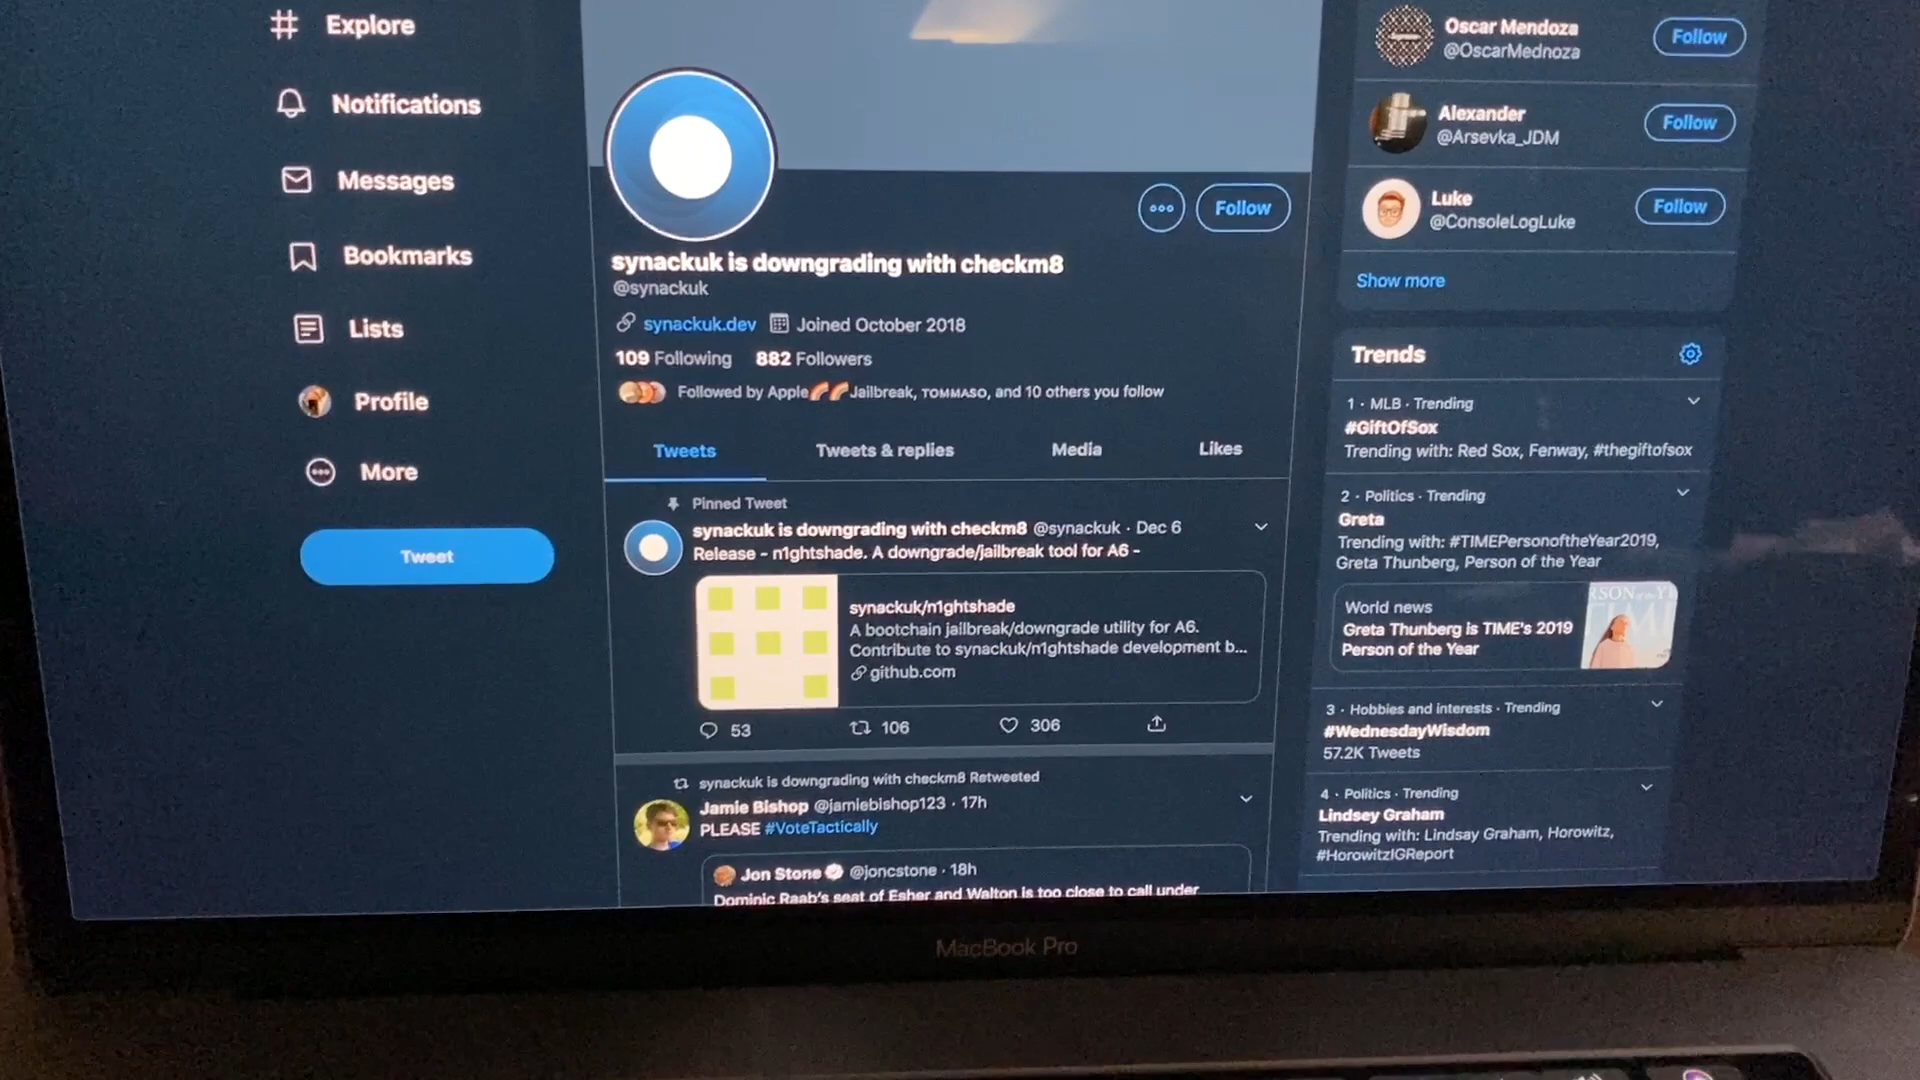 Explore
Notifications
Messages
Bookmarks
Lists
Profile
More
Tweet
Follow
synackuk is downgrading with checkm8
@synackuk
synackuk.dev Joined October 2018
109 Following 882 Followers
Followed by Apple🌈🌈Jailbreak, TOMMASO, and 10 others you follow
Tweets Tweets & replies Media Likes
Pinned Tweet
synackuk is downgrading with checkm8 @synackuk · Dec 6
Release - n1ghtshade. A downgrade/jailbreak tool for A6 -
synackuk/n1ghtshade
A bootchain jailbreak/downgrade utility for A6.
Contribute to synackuk/n1ghtshade development b...
github.com
53 106 306
synackuk is downgrading with checkm8 Retweeted
Jamie Bishop @jamiebishop123 · 17h
PLEASE #VoteTactically
Jon Stone @joncstone · 18h
Dominic Raab's seat of Esher and Walton is too close to call under
Oscar Mendoza
@OscarMednoza
Follow
Alexander
@Arsevka_JDM
Follow
Luke
@ConsoleLogLuke
Follow
Show more
Trends
1 · MLB · Trending
#GiftOfSox
Trending with: Red Sox, Fenway, #thegiftofsox
2 · Politics · Trending
Greta
Trending with: #TIMEPersonoftheYear2019,
Greta Thunberg, Person of the Year
World news
Greta Thunberg is TIME's 2019
Person of the Year
3 · Hobbies and interests · Trending
#WednesdayWisdom
57.2K Tweets
4 · Politics · Trending
Lindsey Graham
Trending with: Lindsay Graham, Horowitz,
#HorowitzIGReport
MacBook Pro